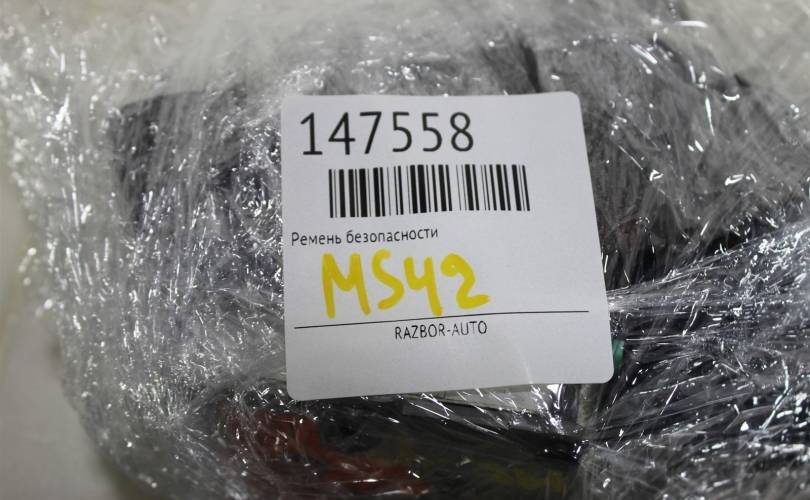 147558
Ремень безопасности
MS42
RAZBOR-AUTO